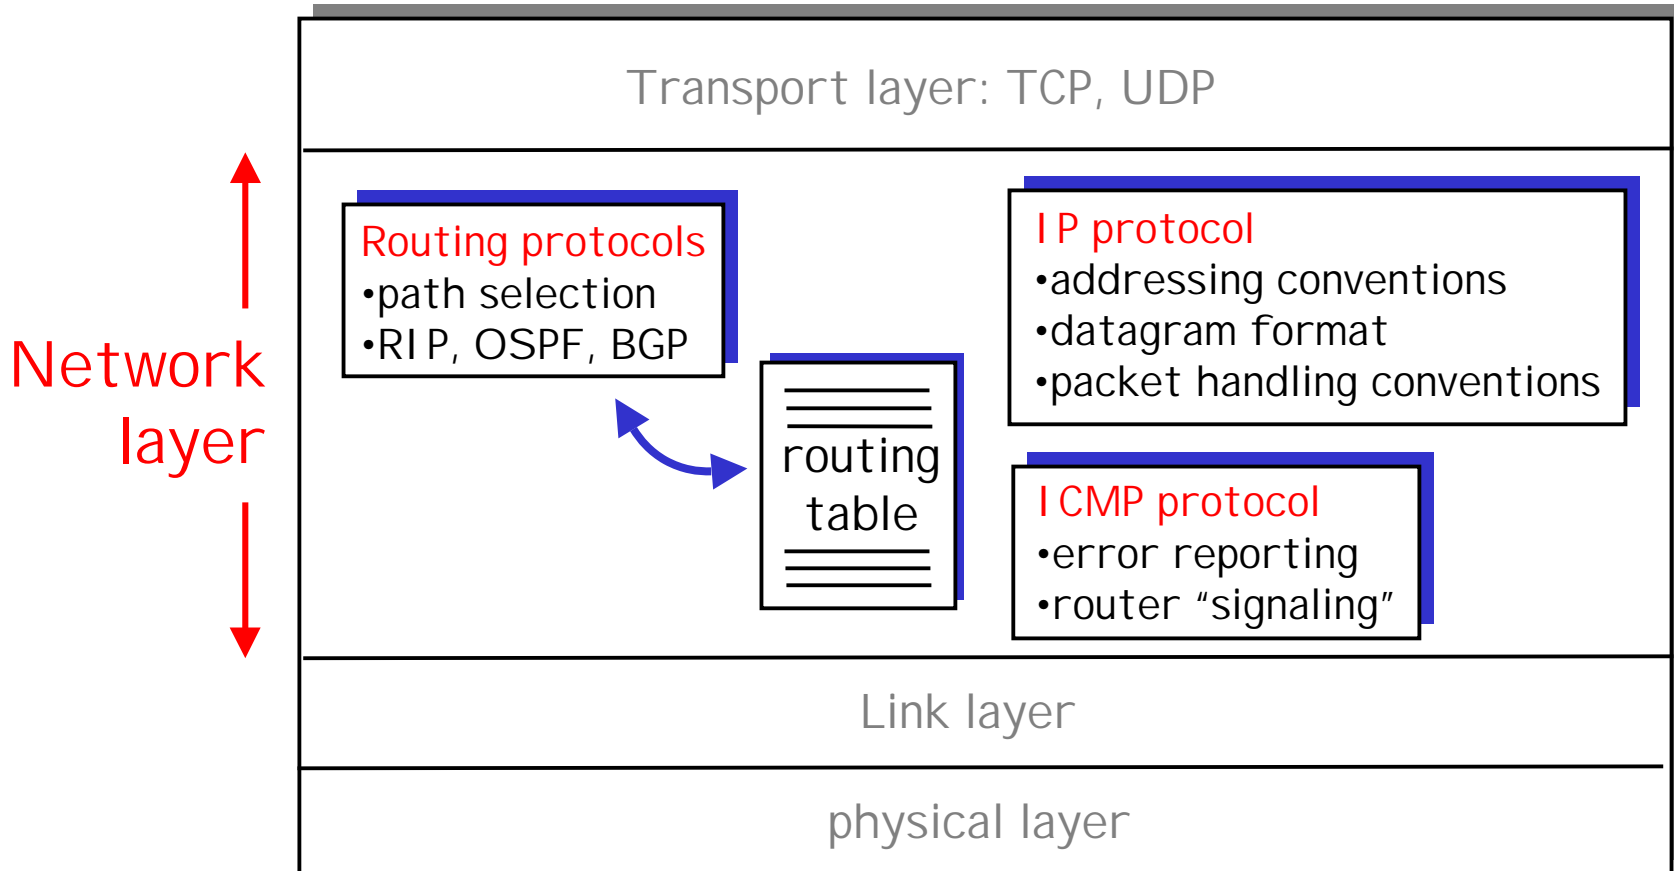 Transport layer: TCP, UDP
Network
layer
Routing protocols
•path selection
•RIP, OSPF, BGP
routing
table
IP protocol
•addressing conventions
•datagram format
•packet handling conventions
ICMP protocol
•error reporting
•router “signaling”
Link layer
physical layer